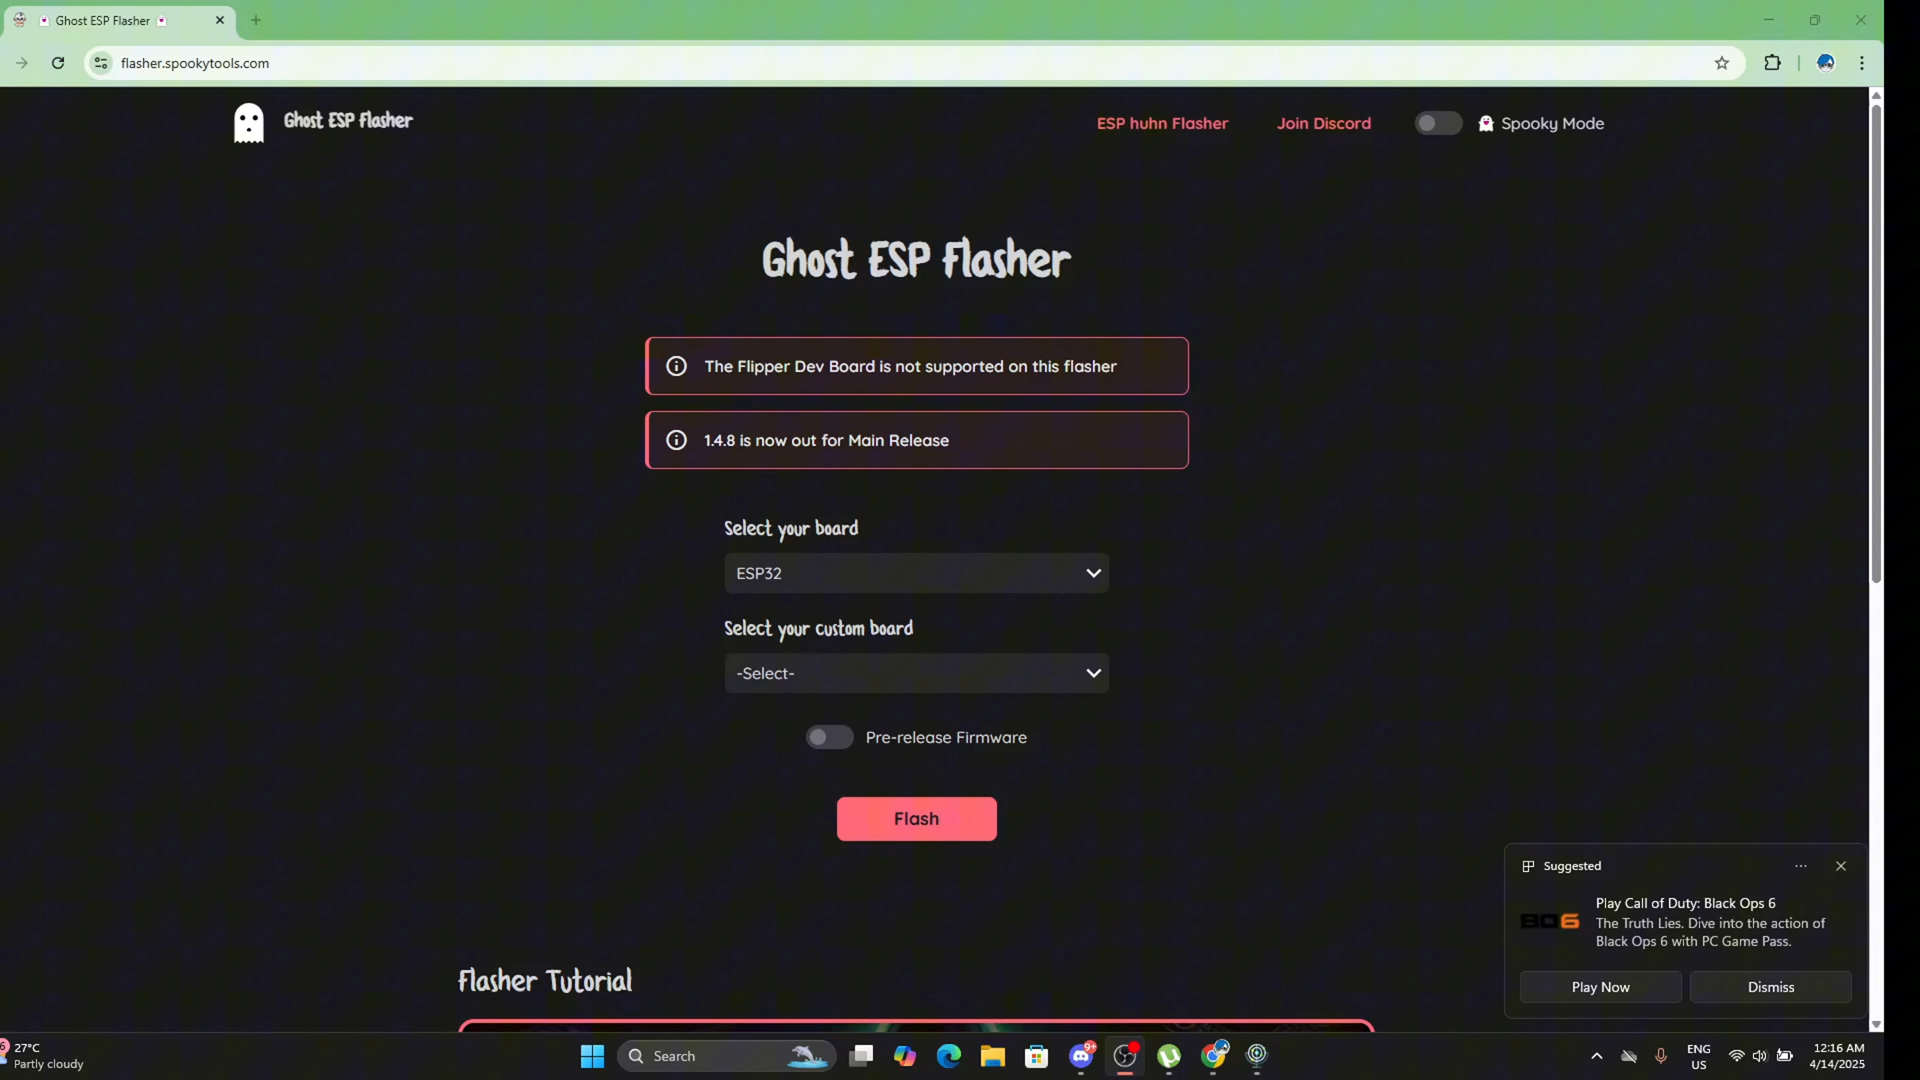 Ghost ESP Flasher
flasher.spookytools.com
Ghost ESP Flasher
ESP huhn Flasher
Join Discord
Spooky Mode
Ghost ESP Flasher
The Flipper Dev Board is not supported on this flasher
1.4.8 is now out for Main Release
Select your board
ESP32
Select your custom board
-Select-
Pre-release Firmware
Flash
Flasher Tutorial
Suggested
BO6
Play Call of Duty: Black Ops 6
The Truth Lies. Dive into the action of
Black Ops 6 with PC Game Pass.
Play Now
Dismiss
6
27°C
Partly cloudy
Search
9+
ENG
US
12:16 AM
4/14/2025